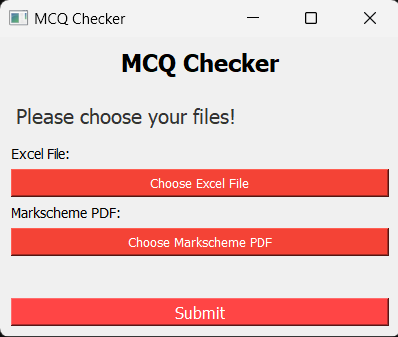 MCQ Checker
MCQ Checker
Please choose your files!
Excel File:
Choose Excel File
Markscheme PDF:
Choose Markscheme PDF
Submit